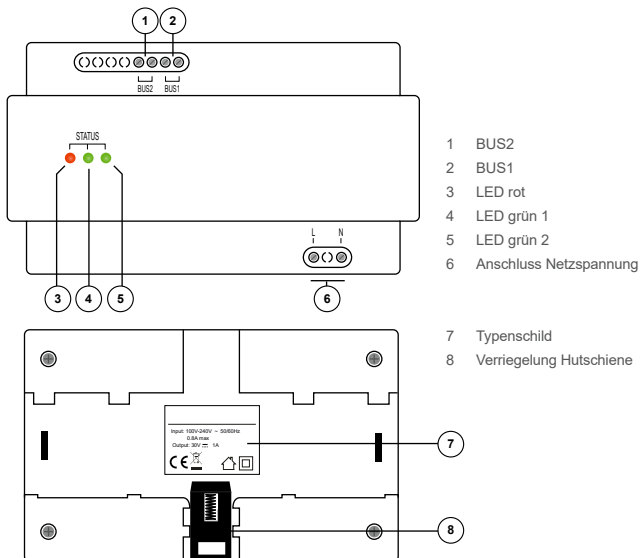 1 2
BUS2 BUS1
STATUS
L N
3 4 5 6
1 BUS2
2 BUS1
3 LED rot
4 LED grün 1
5 LED grün 2
6 Anschluss Netzspannung
7 Typenschild
8 Verriegelung Hutschiene
Input: 100V-240V ~ 50/60Hz
0.8A max
Output: 30V ⎓ 1A
CE
7
8